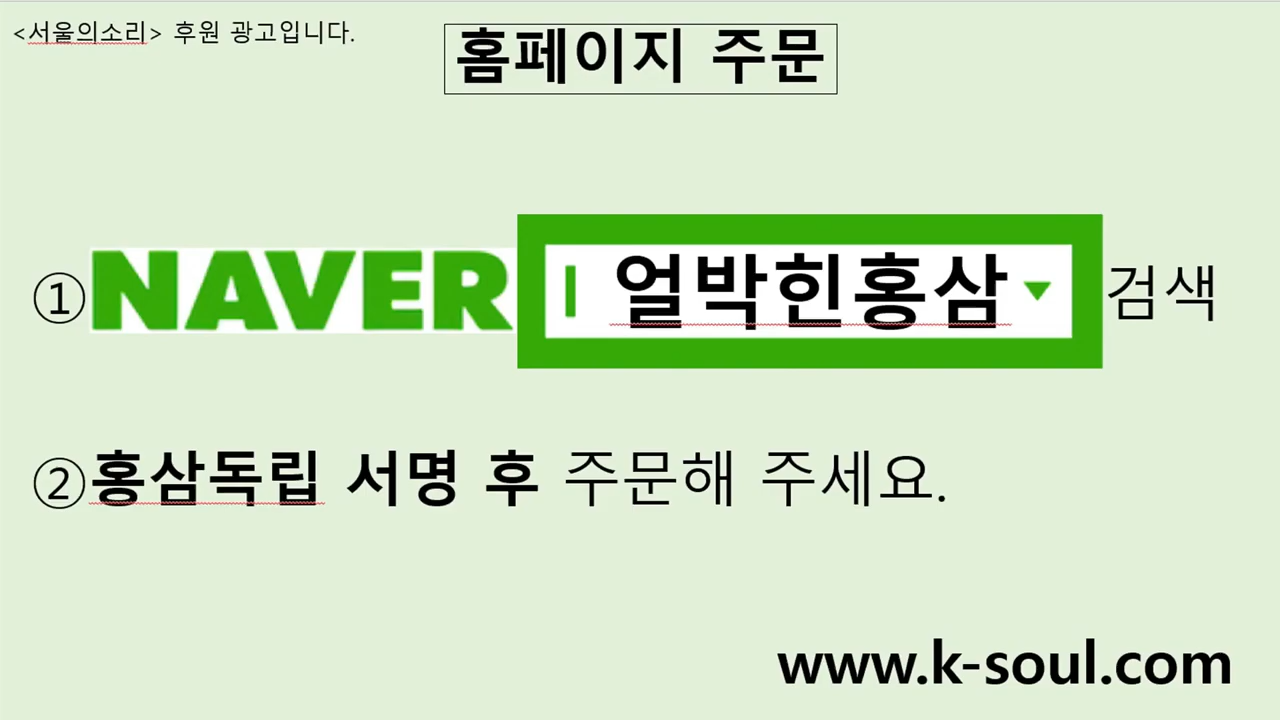 <서울의소리> 후원 광고입니다.
홈페이지 주문
①NAVER 얼박힌홍삼 검색
②홍삼독립 서명 후 주문해 주세요.
www.k-soul.com